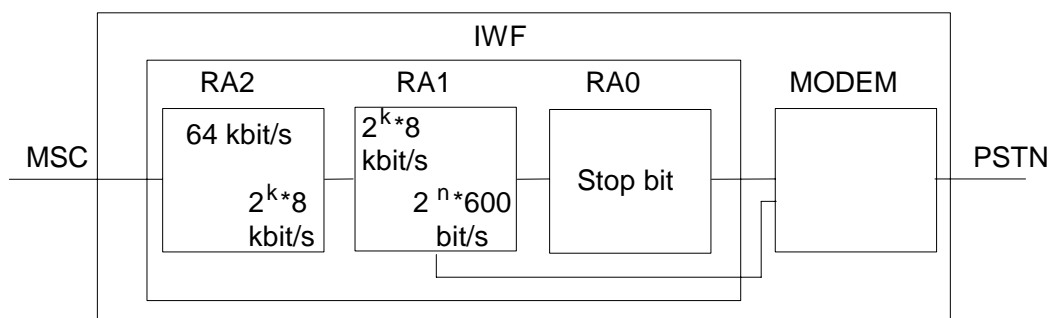 IWF
RA2
RA1
RA0
MODEM
MSC
PSTN
64 kbit/s
2^k*8
kbit/s
2^k*8
kbit/s
2^n*600
bit/s
Stop bit